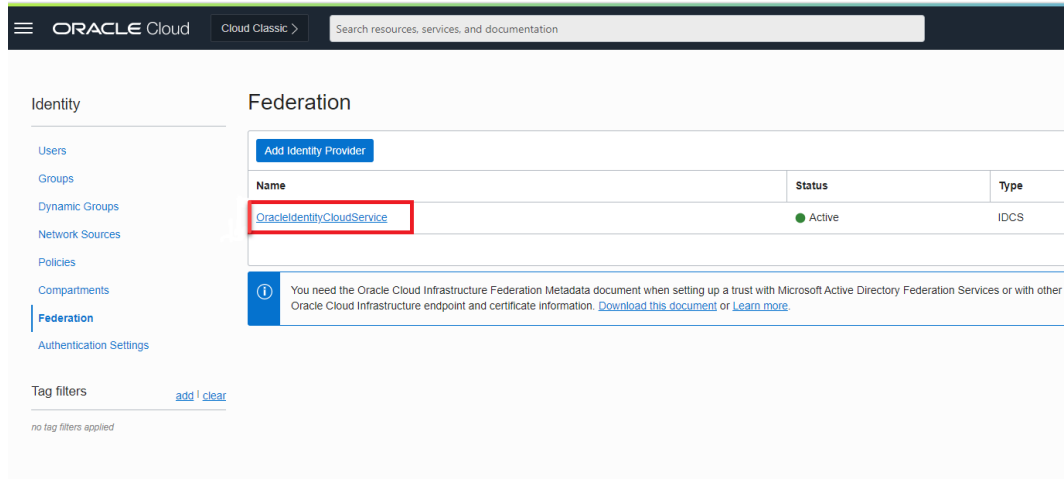 ORACLE Cloud
Cloud Classic >
Search resources, services, and documentation
Identity
Users
Groups
Dynamic Groups
Network Sources
Policies
Compartments
Federation
Authentication Settings
Tag filters
add | clear
no tag filters applied
Federation
Add Identity Provider
Name Status Type
OracleIdentityCloudService Active IDCS
You need the Oracle Cloud Infrastructure Federation Metadata document when setting up a trust with Microsoft Active Directory Federation Services or with other
Oracle Cloud Infrastructure endpoint and certificate information. Download this document or Learn more.